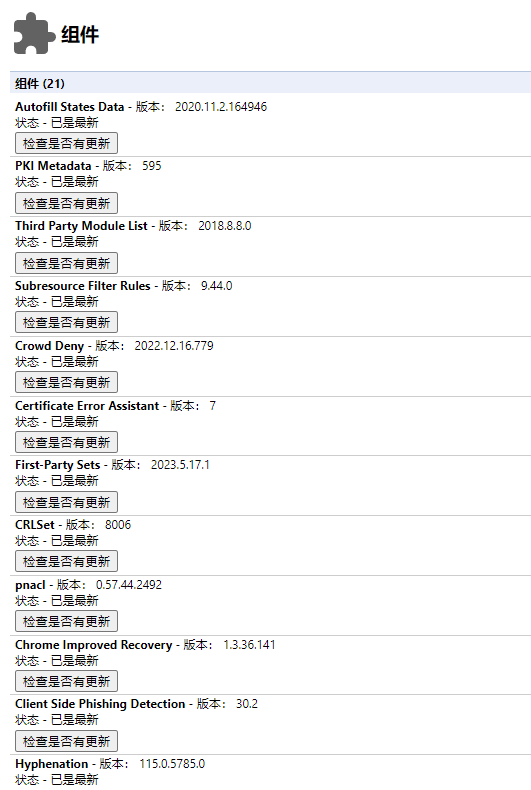 组件
组件 (21)
Autofill States Data - 版本： 2020.11.2.164946
状态 - 已是最新
检查是否有更新
PKI Metadata - 版本： 595
状态 - 已是最新
检查是否有更新
Third Party Module List - 版本： 2018.8.8.0
状态 - 已是最新
检查是否有更新
Subresource Filter Rules - 版本： 9.44.0
状态 - 已是最新
检查是否有更新
Crowd Deny - 版本： 2022.12.16.779
状态 - 已是最新
检查是否有更新
Certificate Error Assistant - 版本： 7
状态 - 已是最新
检查是否有更新
First-Party Sets - 版本： 2023.5.17.1
状态 - 已是最新
检查是否有更新
CRLSet - 版本： 8006
状态 - 已是最新
检查是否有更新
pnacl - 版本： 0.57.44.2492
状态 - 已是最新
检查是否有更新
Chrome Improved Recovery - 版本： 1.3.36.141
状态 - 已是最新
检查是否有更新
Client Side Phishing Detection - 版本： 30.2
状态 - 已是最新
检查是否有更新
Hyphenation - 版本： 115.0.5785.0
状态 - 已是最新